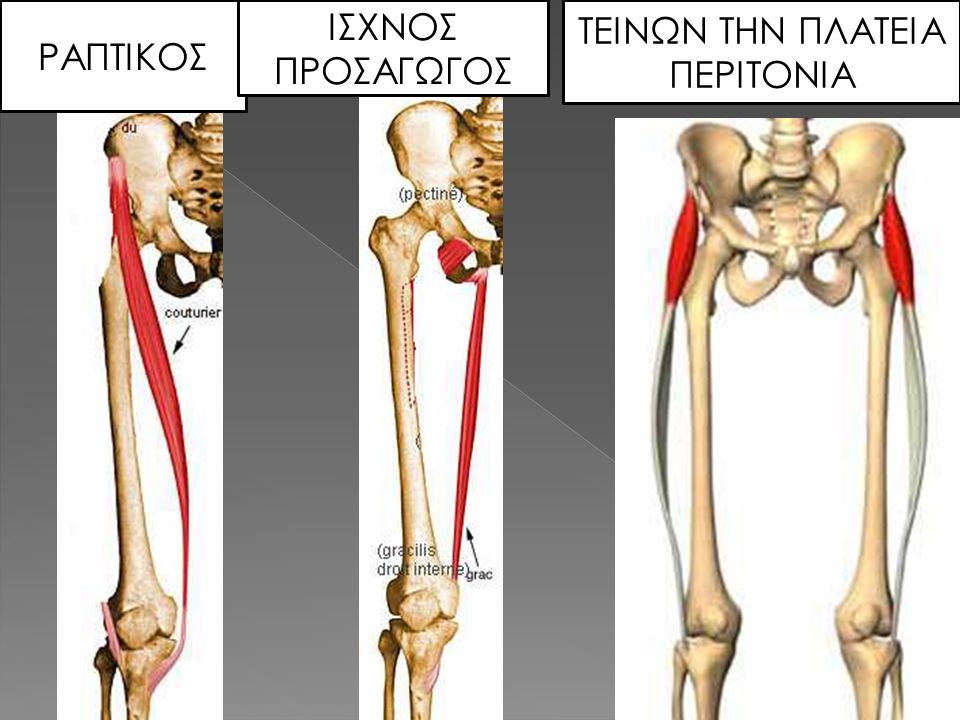 ΡΑΠΤΙΚΟΣ
ΙΣΧΝΟΣ
ΠΡΟΣΑΓΩΓΟΣ
ΤΕΙΝΩΝ ΤΗΝ ΠΛΑΤΕΙΑ
ΠΕΡΙΤΟΝΙΑ
du
couturier
(pectiné)
(
(gracilis
droit interne)
grac